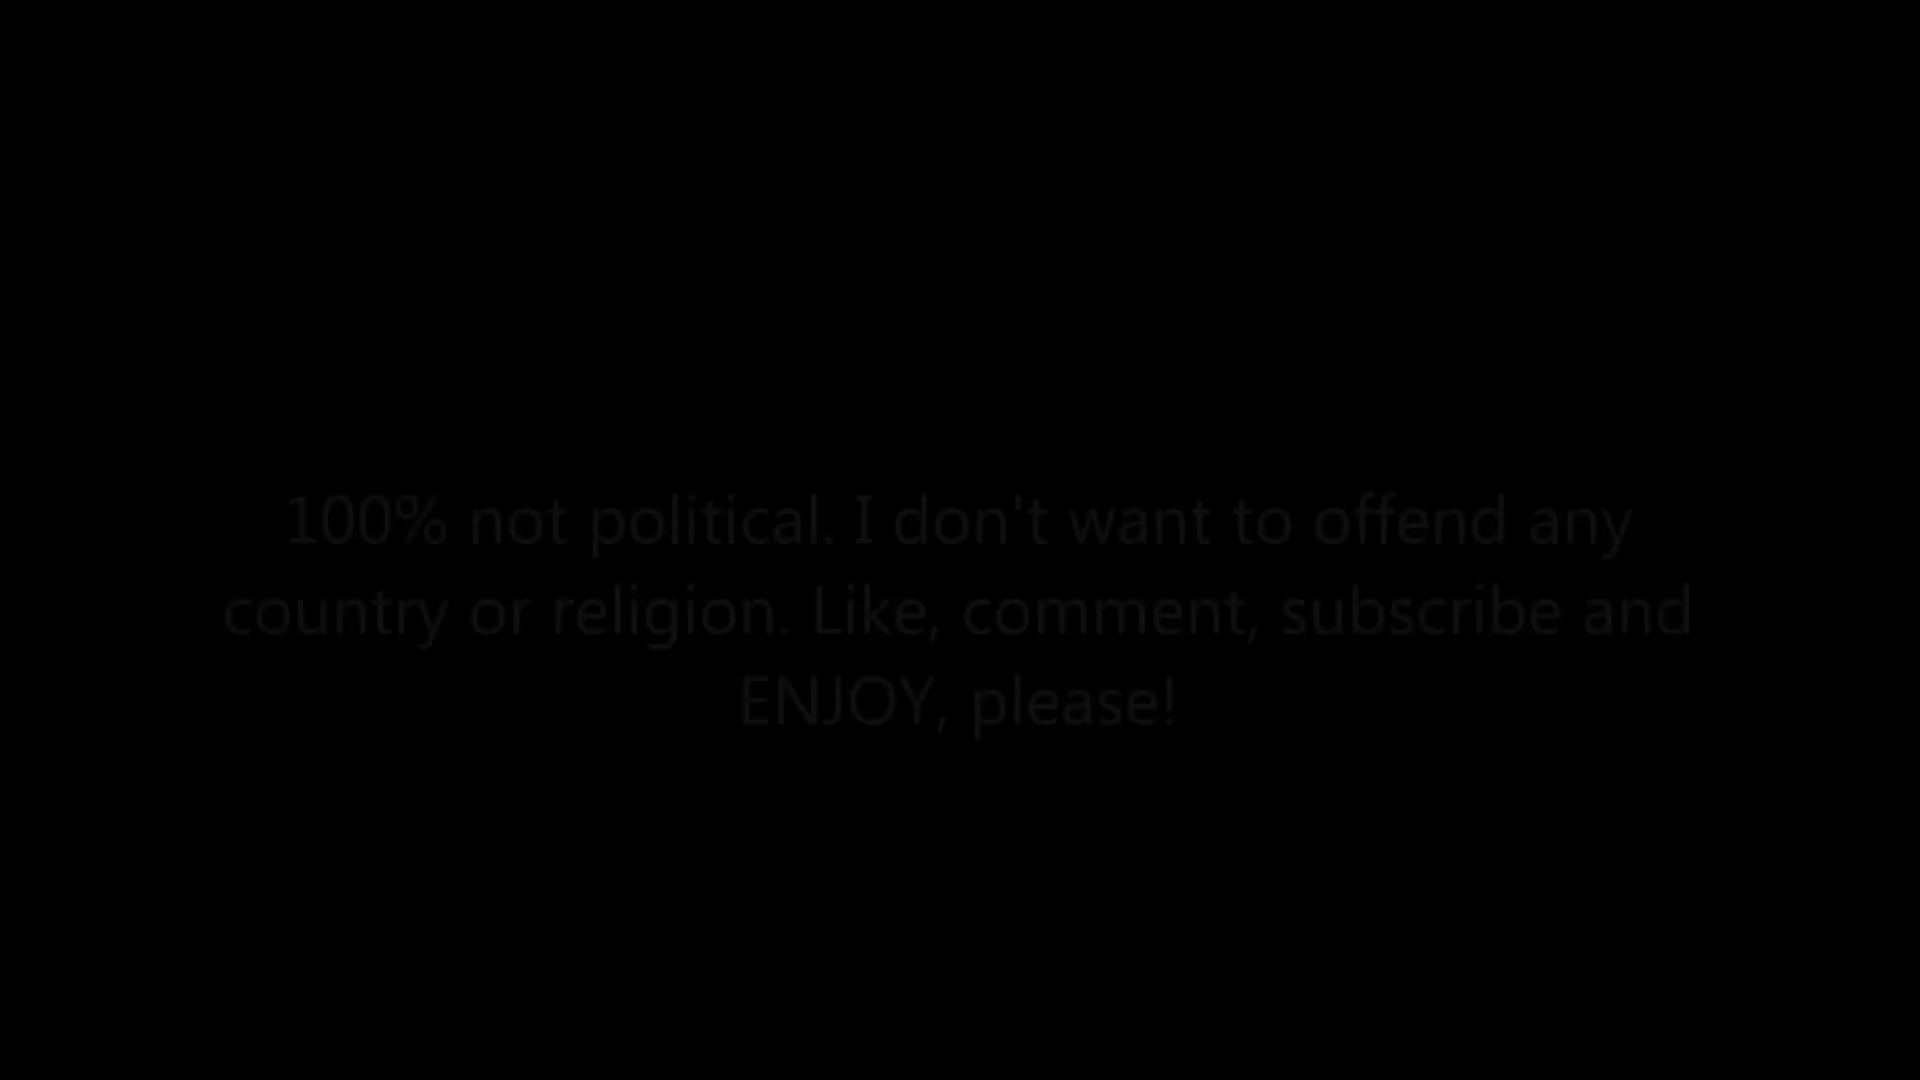 100% not political. I don't want to offend any
country or religion. Like, comment, subscribe and
ENJOY, please!